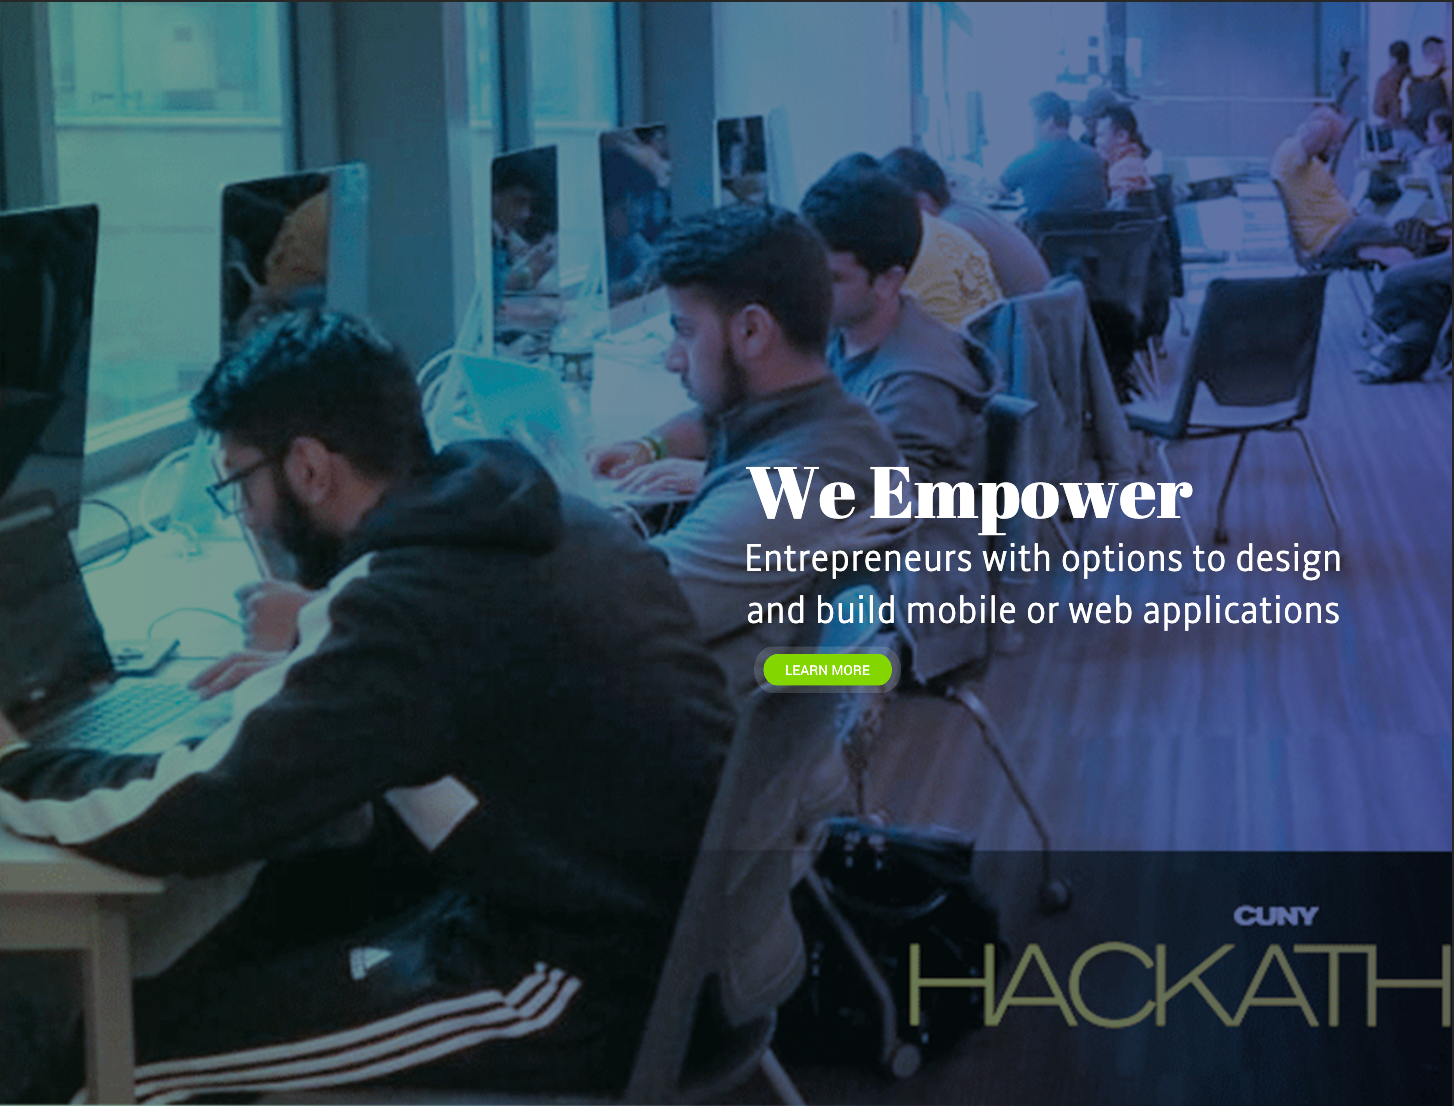 We Empower
Entrepreneurs with options to design
and build mobile or web applications
LEARN MORE
CUNY
HACKATH